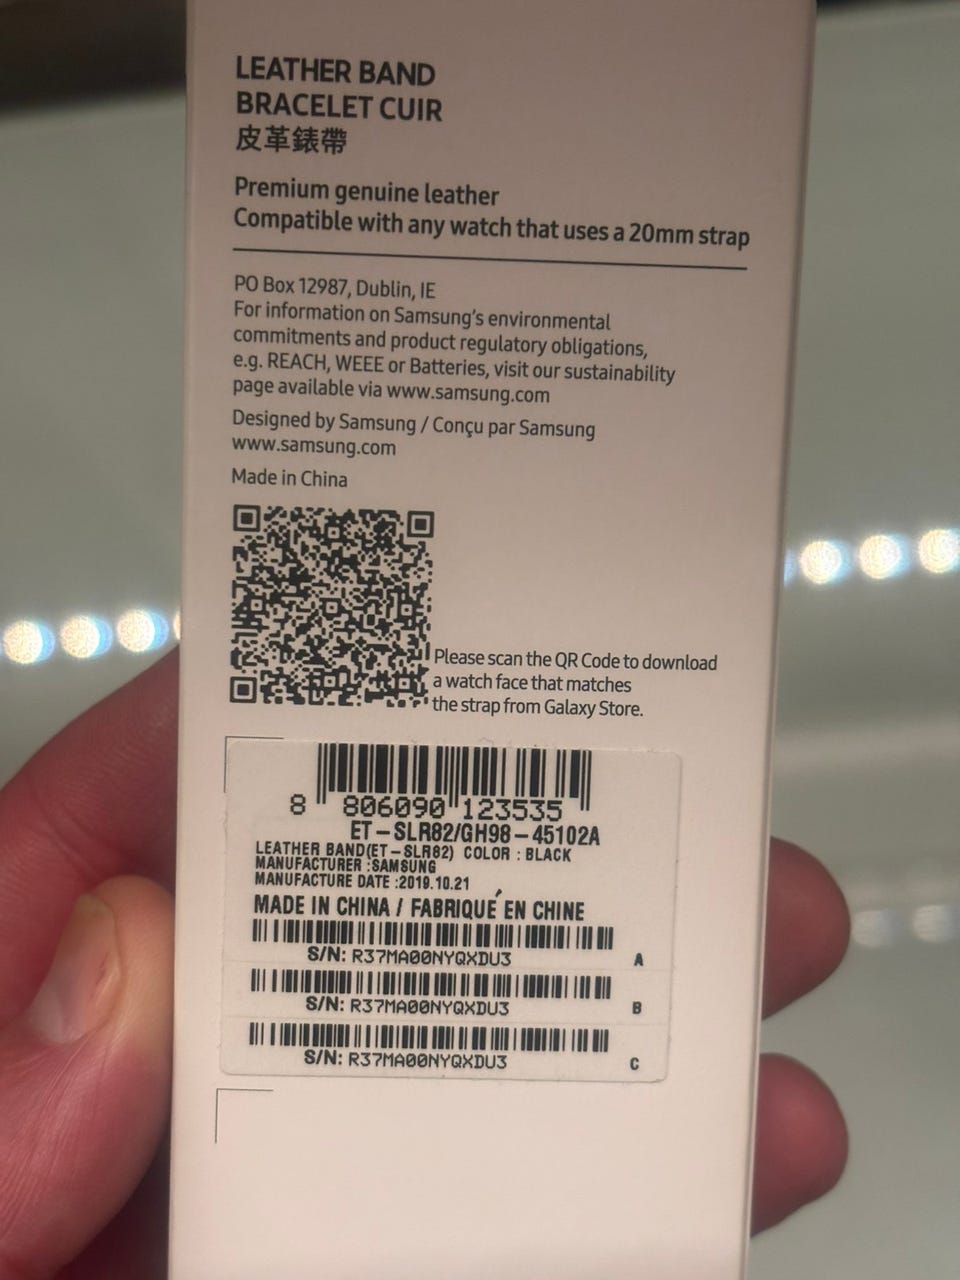 LEATHER BAND
BRACELET CUIR
皮革錶帶
Premium genuine leather
Compatible with any watch that uses a 20mm strap
PO Box 12987, Dublin, IE
For information on Samsung's environmental
commitments and product regulatory obligations,
e.g. REACH, WEEE or Batteries, visit our sustainability
page available via www.samsung.com
Designed by Samsung / Conçu par Samsung
www.samsung.com
Made in China
Please scan the QR Code to download
a watch face that matches
the strap from Galaxy Store.
8 806090 123535
ET-SLR82/GH98-45102A
LEATHER BAND(ET-SLR82) COLOR : BLACK
MANUFACTURER :SAMSUNG
MANUFACTURE DATE :2019.10.21
MADE IN CHINA / FABRIQUÉ EN CHINE
S/N: R37MA00NYQXDU3 A
S/N: R37MA00NYQXDU3 B
S/N: R37MA00NYQXDU3 C